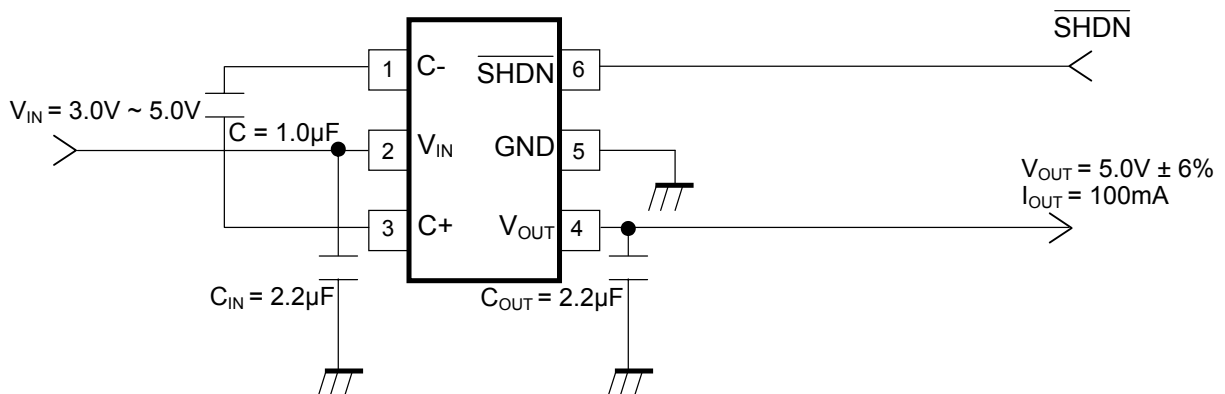 SHDN
1 C- SHDN 6
V_IN = 3.0V ~ 5.0V
C = 1.0µF
2 V_IN GND 5
V_OUT = 5.0V ± 6%
I_OUT = 100mA
3 C+ V_OUT 4
C_IN = 2.2µF
C_OUT = 2.2µF